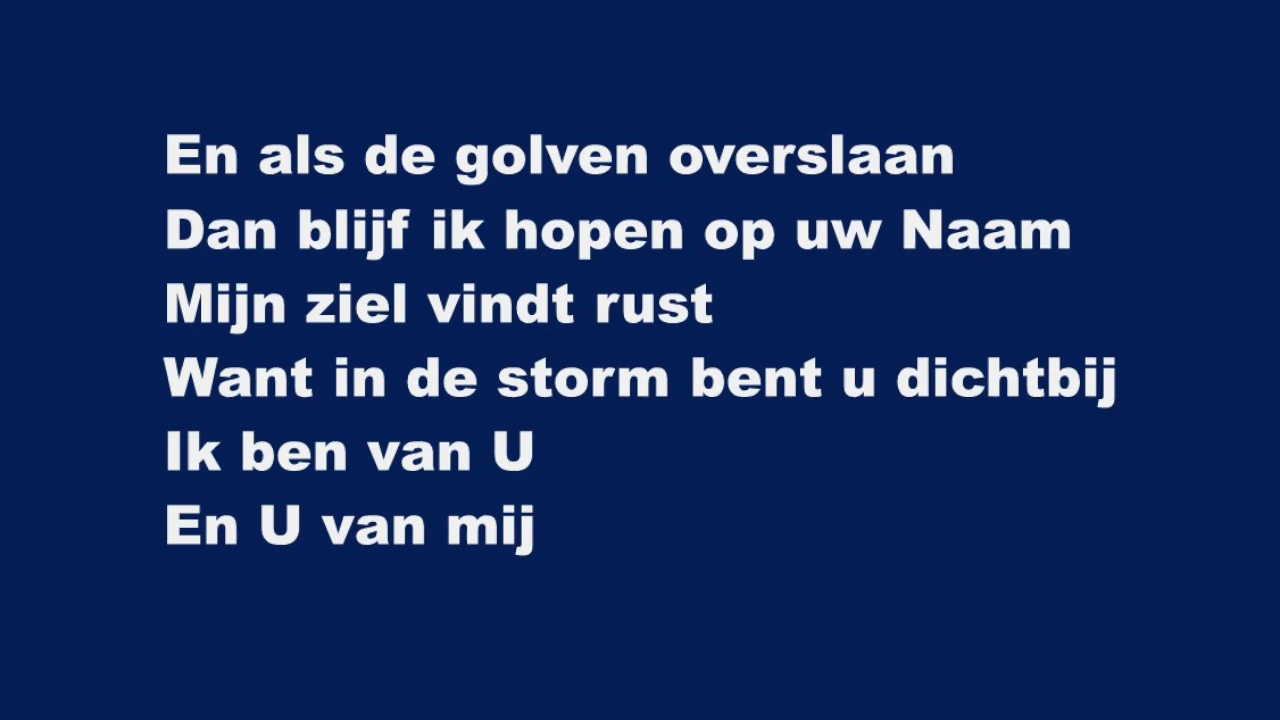 En als de golven overslaan
Dan blijf ik hopen op uw Naam
Mijn ziel vindt rust
Want in de storm bent u dichtbij
Ik ben van U
En U van mij